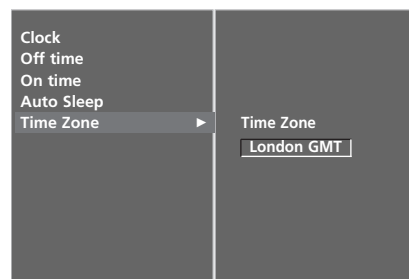 Clock
Off time
On time
Auto Sleep
Time Zone ►
Time Zone
London GMT